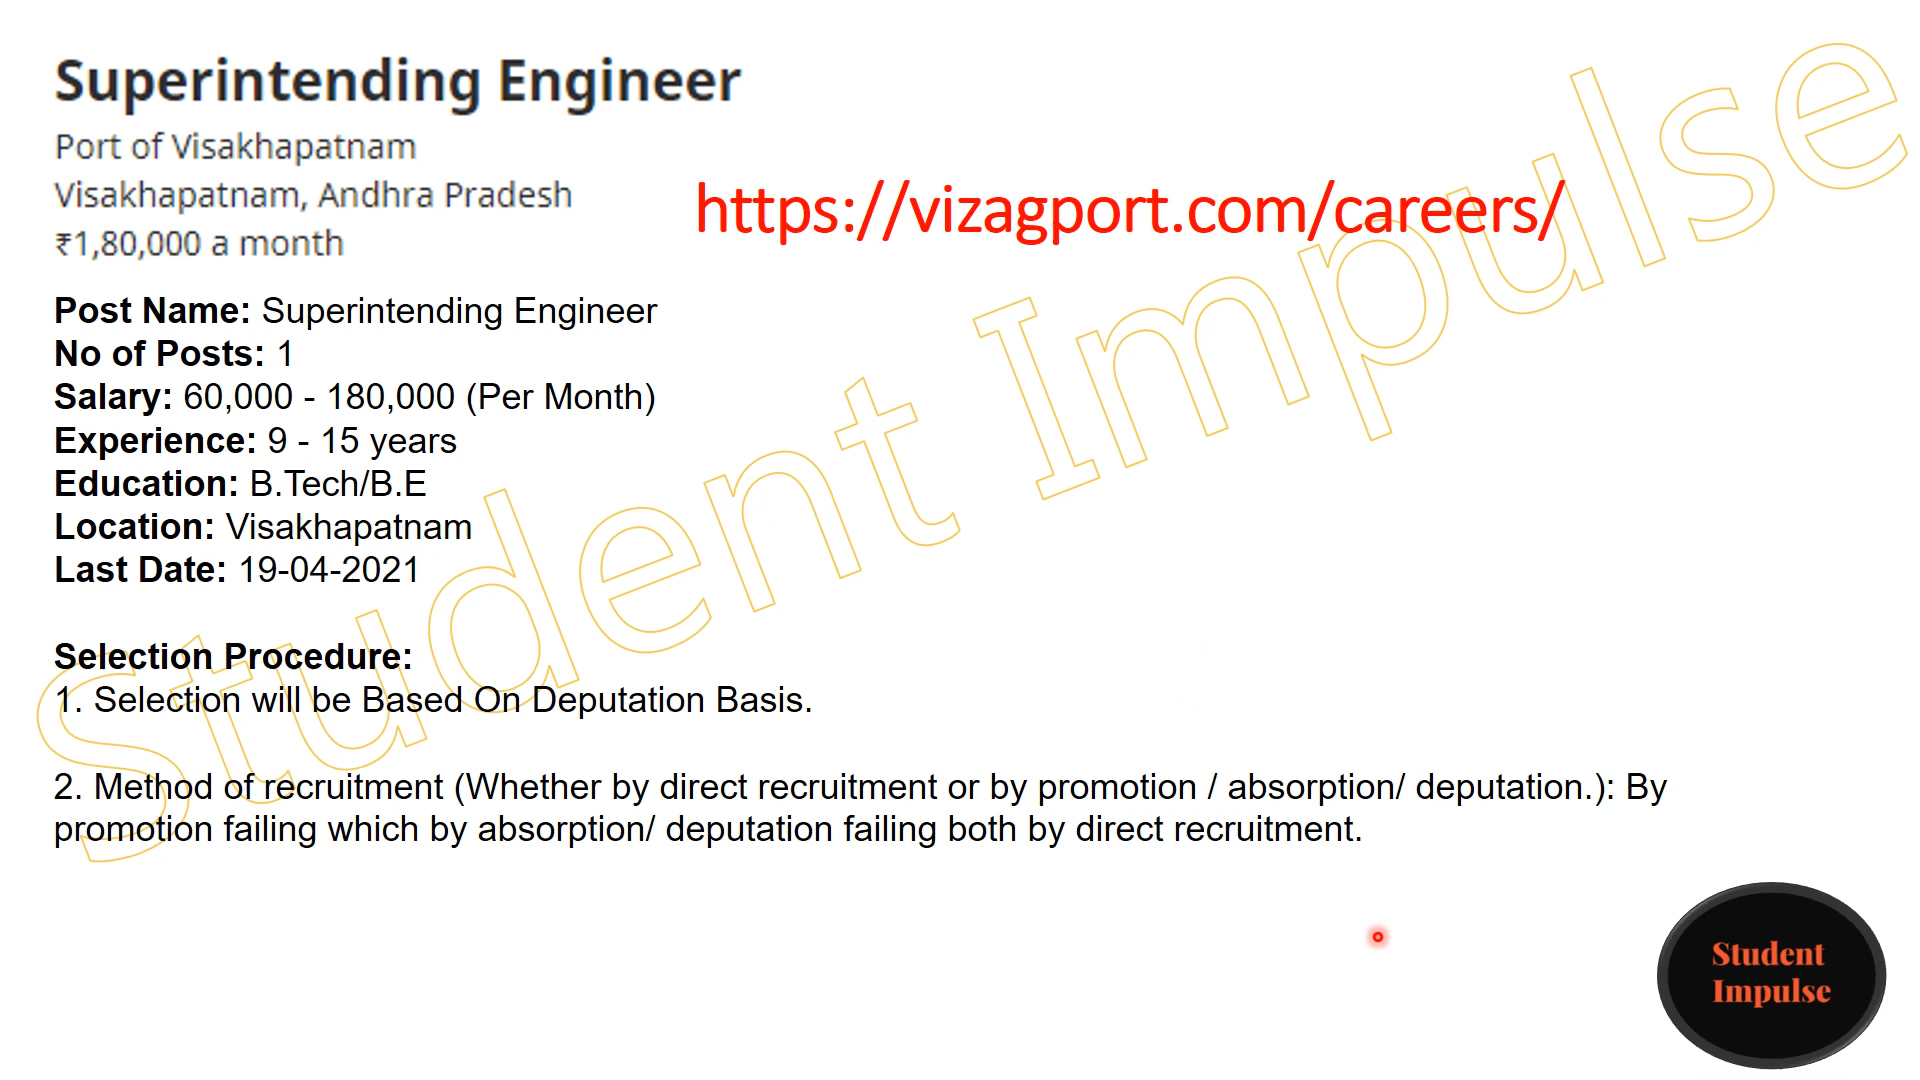 Superintending Engineer
Port of Visakhapatnam
Visakhapatnam, Andhra Pradesh
₹1,80,000 a month
https://vizagport.com/careers/
Post Name: Superintending Engineer
No of Posts: 1
Salary: 60,000 - 180,000 (Per Month)
Experience: 9 - 15 years
Education: B.Tech/B.E
Location: Visakhapatnam
Last Date: 19-04-2021
Selection Procedure:
1. Selection will be Based On Deputation Basis.
2. Method of recruitment (Whether by direct recruitment or by promotion / absorption/ deputation.): By
promotion failing which by absorption/ deputation failing both by direct recruitment.
Student Impulse
Student
Impulse